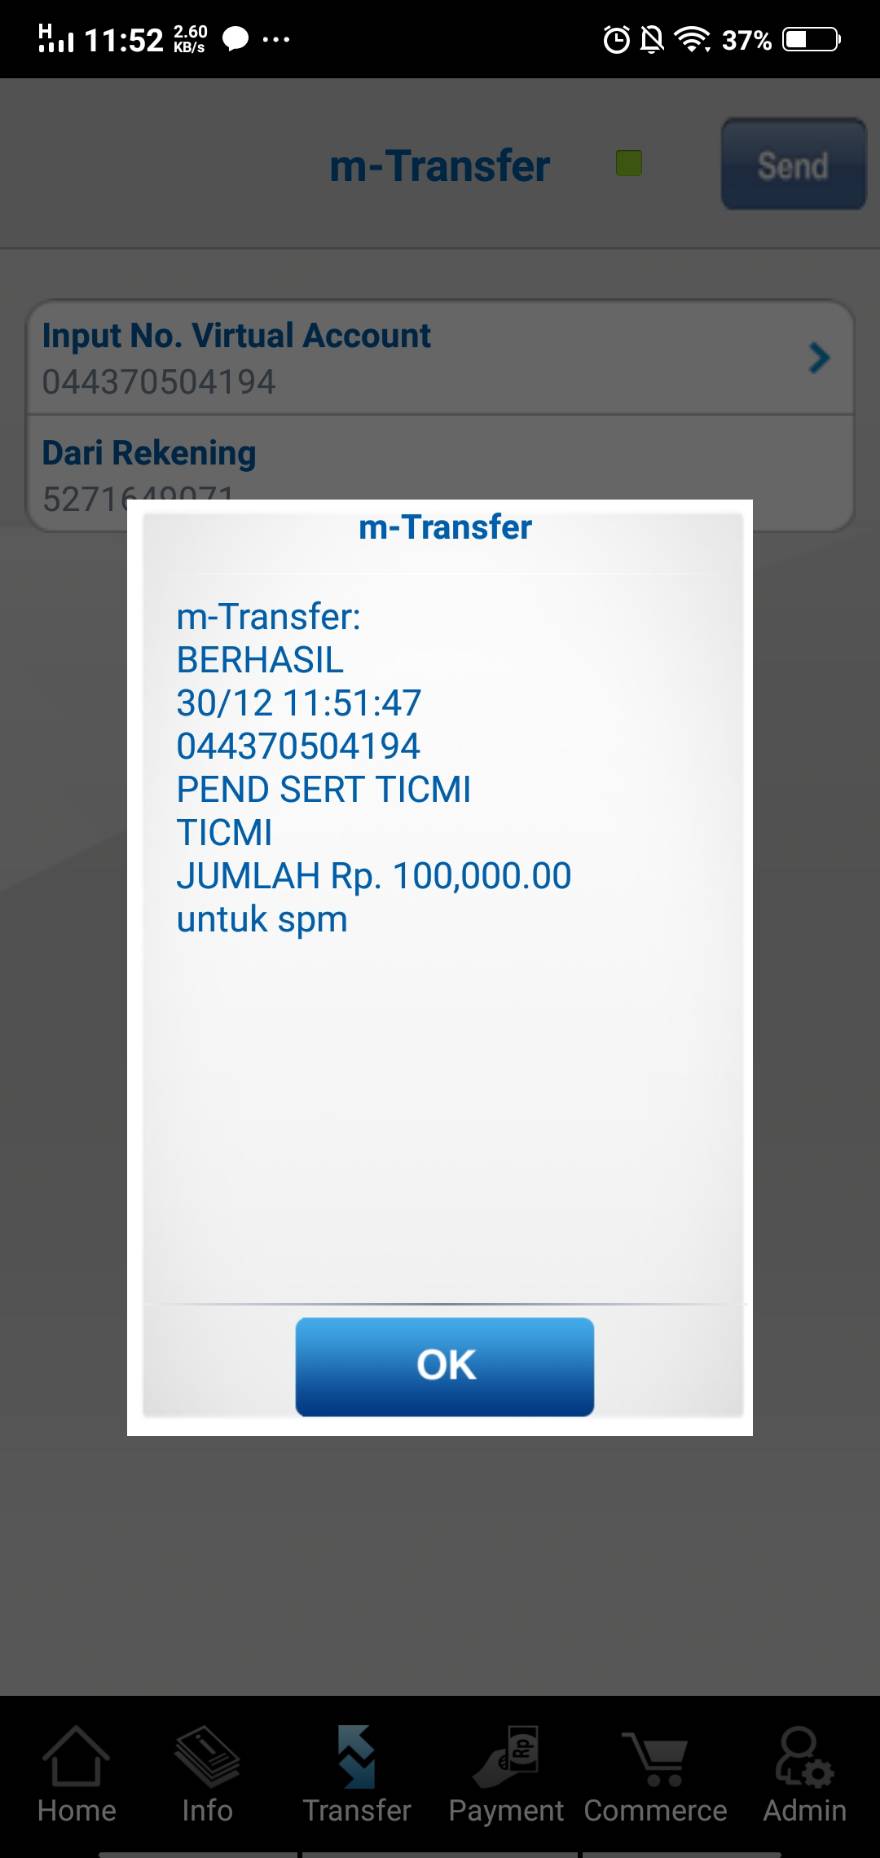 H 11:52 2.60 KB/s ... 37%
m-Transfer Send
Input No. Virtual Account
044370504194
Dari Rekening
5271649071
m-Transfer
m-Transfer:
BERHASIL
30/12 11:51:47
044370504194
PEND SERT TICMI
TICMI
JUMLAH Rp. 100,000.00
untuk spm
OK
Rp
Home Info Transfer Payment Commerce Admin